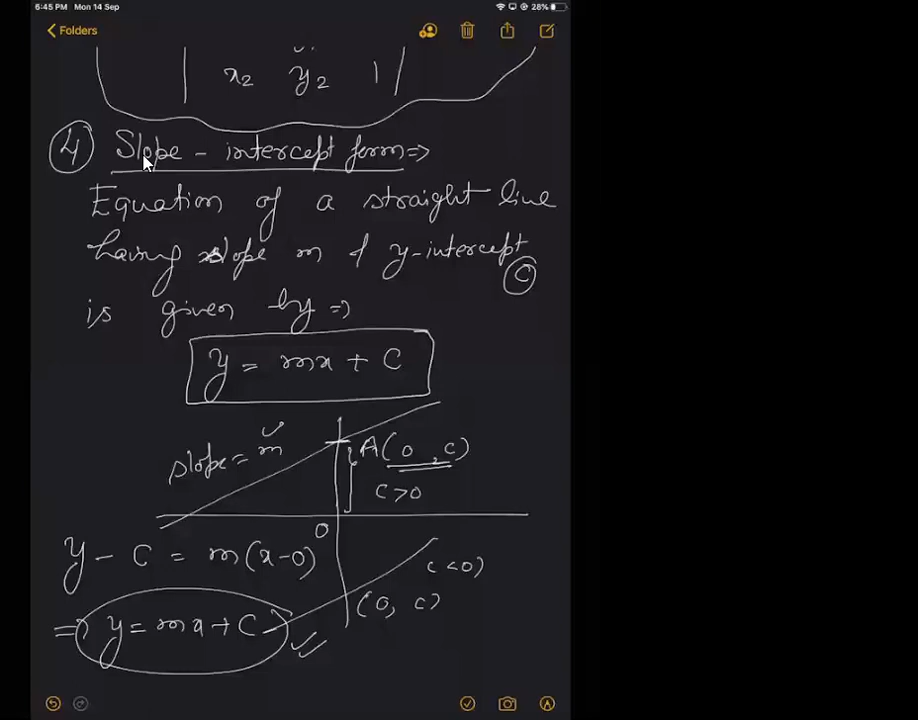 6:45 PM Mon 14 Sep 28%
Folders
x2 y2 1
4 Slope - intercept form =>
Equation of a straight line
having slope m & y-intercept
C
is given by =>
y = mx + C
slope = m
A(0, c)
c>0
0
y - C = m(x-0)
(c<0)
(0, c)
=> y = mx + C